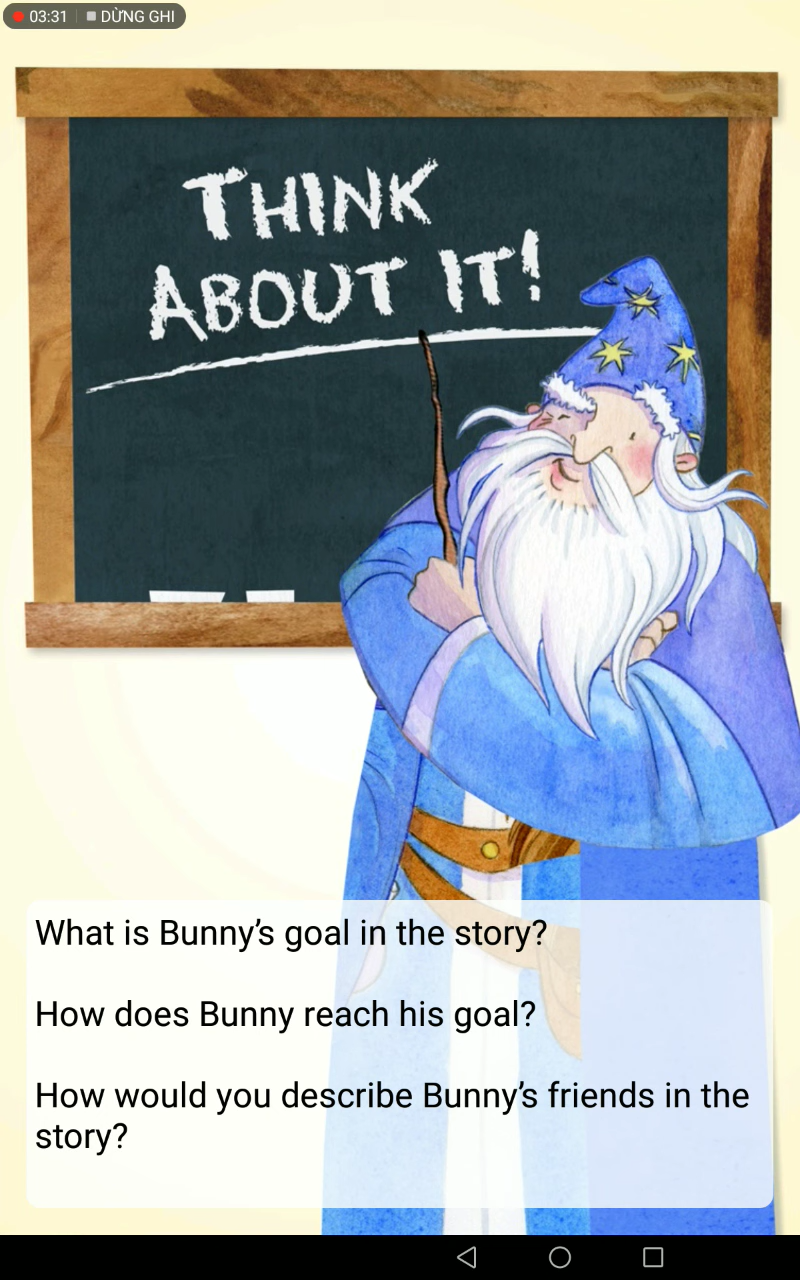 03:31 DỪNG GHI
THINK
ABOUT IT!
What is Bunny’s goal in the story?
How does Bunny reach his goal?
How would you describe Bunny’s friends in the
story?